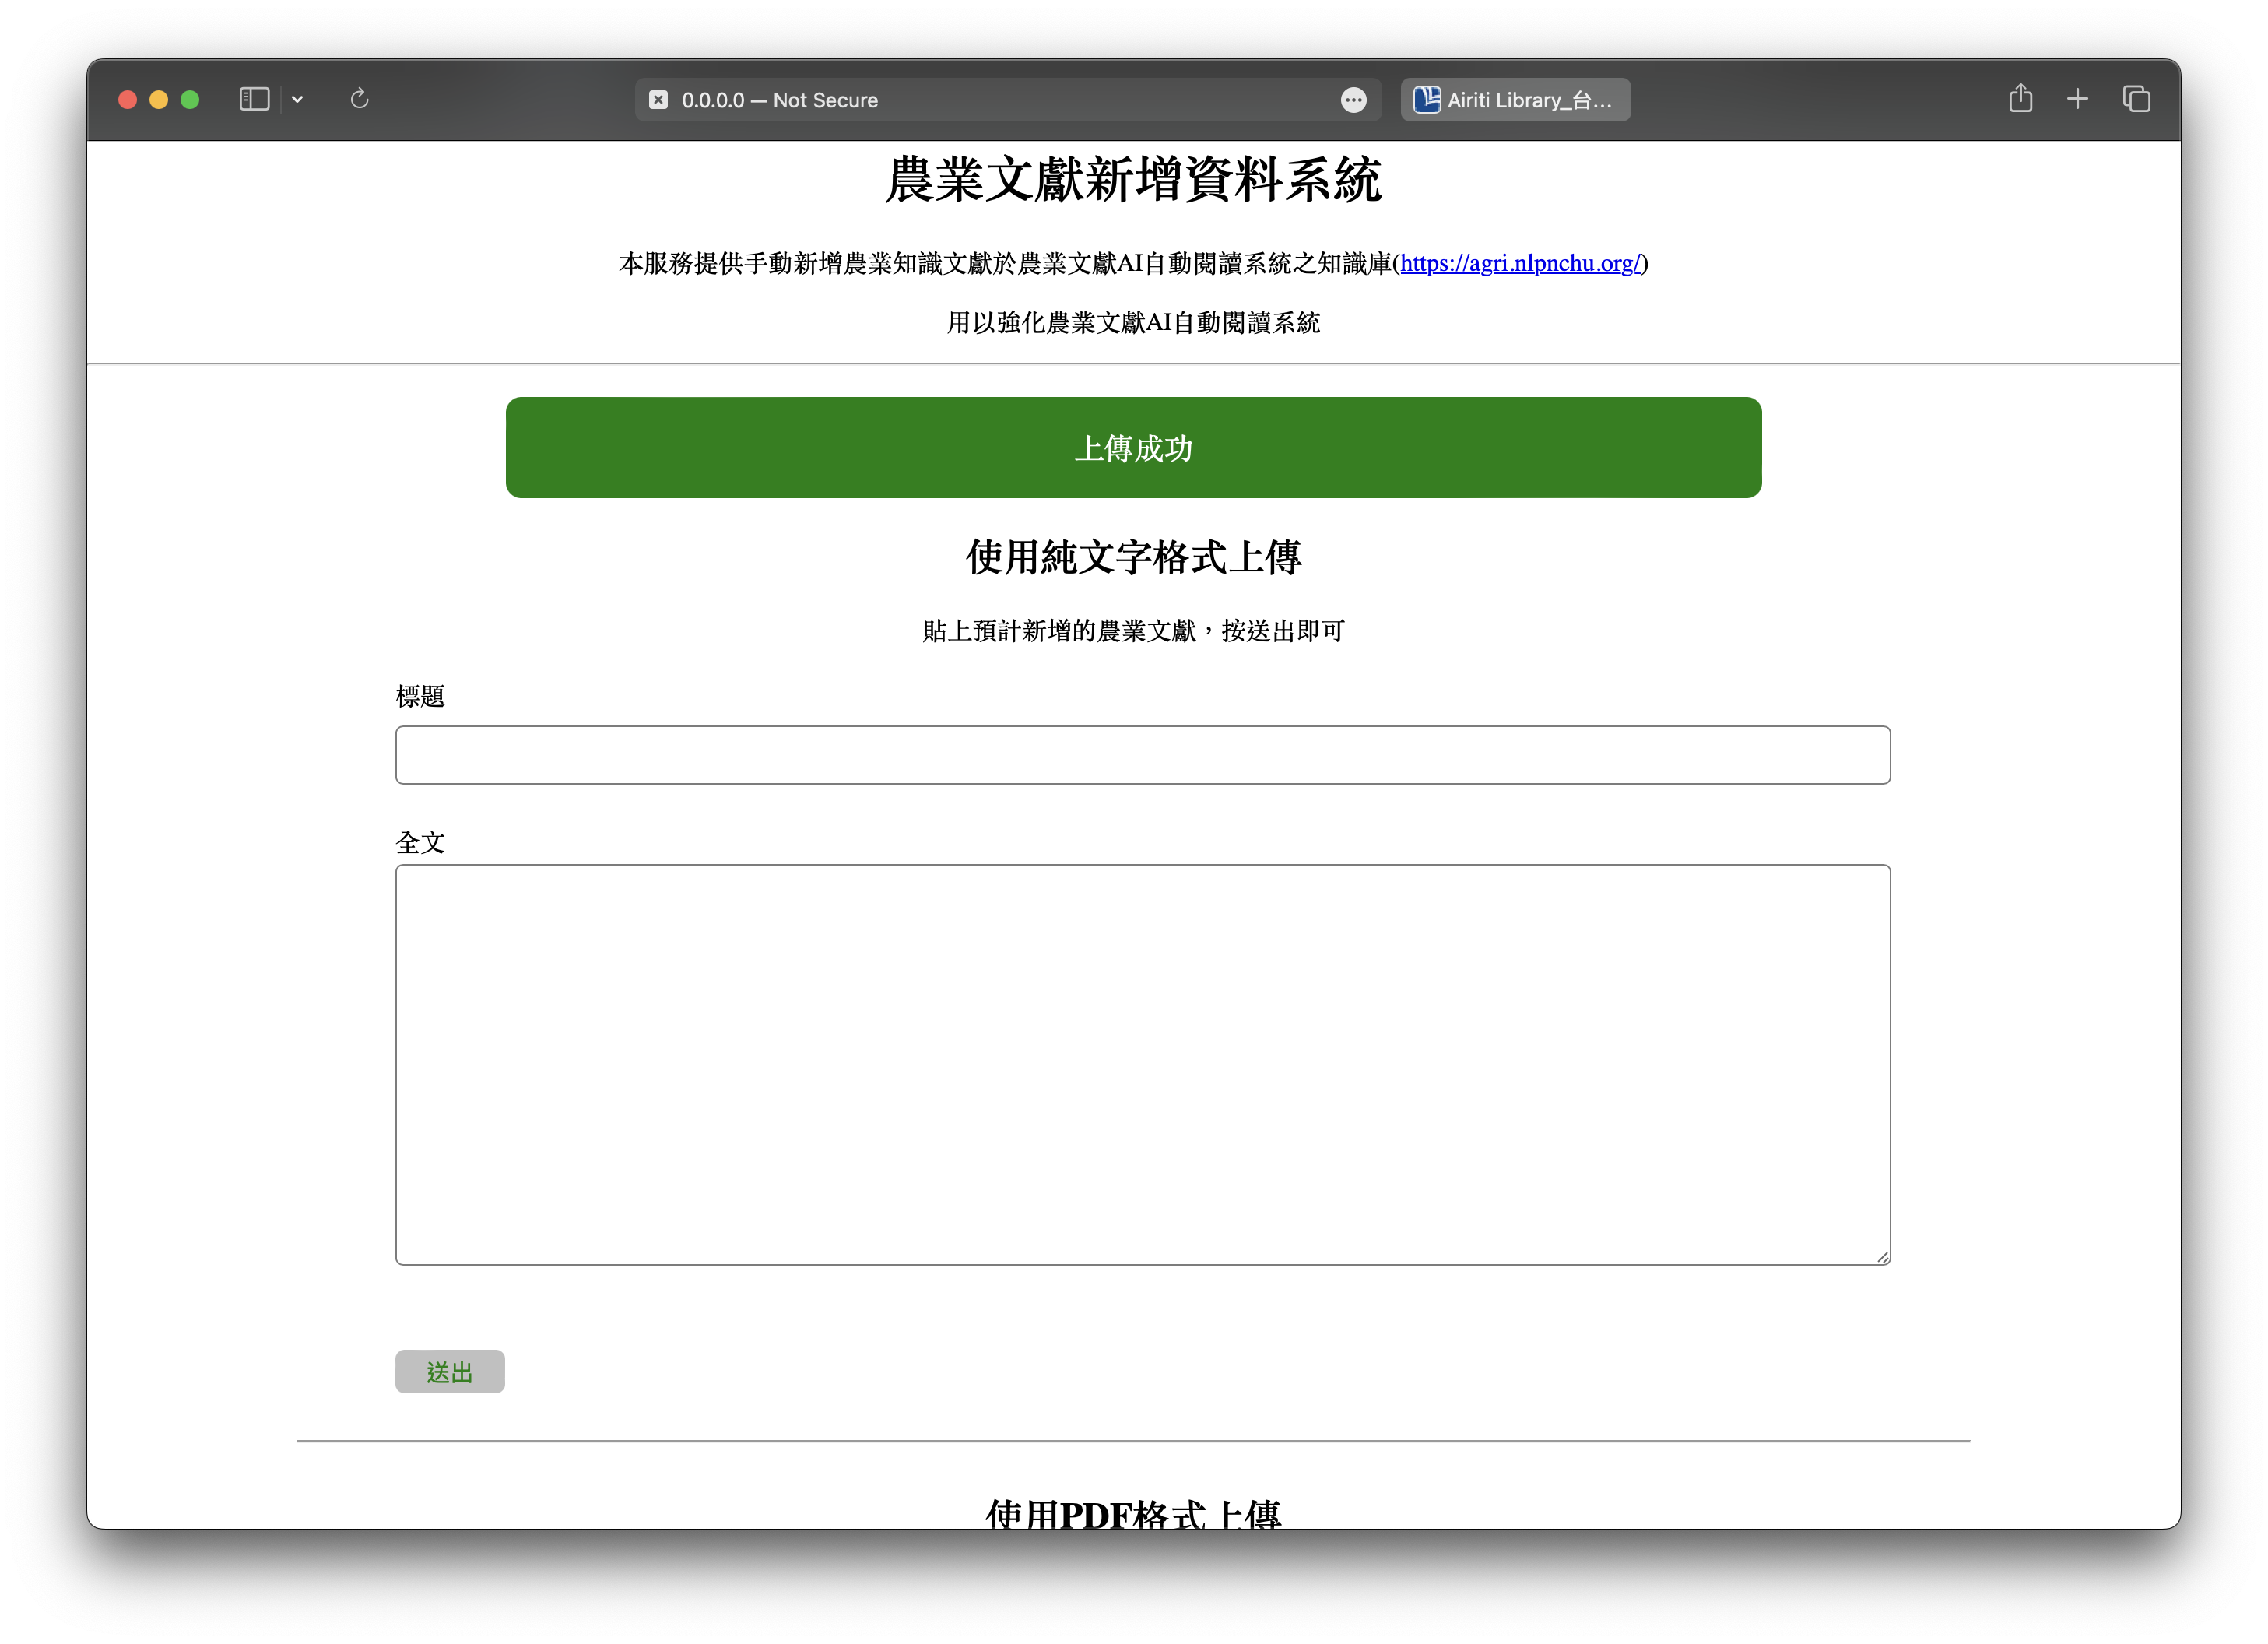 0.0.0.0 — Not Secure
Airiti Library_台...
農業文獻新增資料系統
本服務提供手動新增農業知識文獻於農業文獻AI自動閱讀系統之知識庫(https://agri.nlpnchu.org/)
用以強化農業文獻AI自動閱讀系統
上傳成功
使用純文字格式上傳
貼上預計新增的農業文獻，按送出即可
標題
全文
送出
使用PDF格式上傳